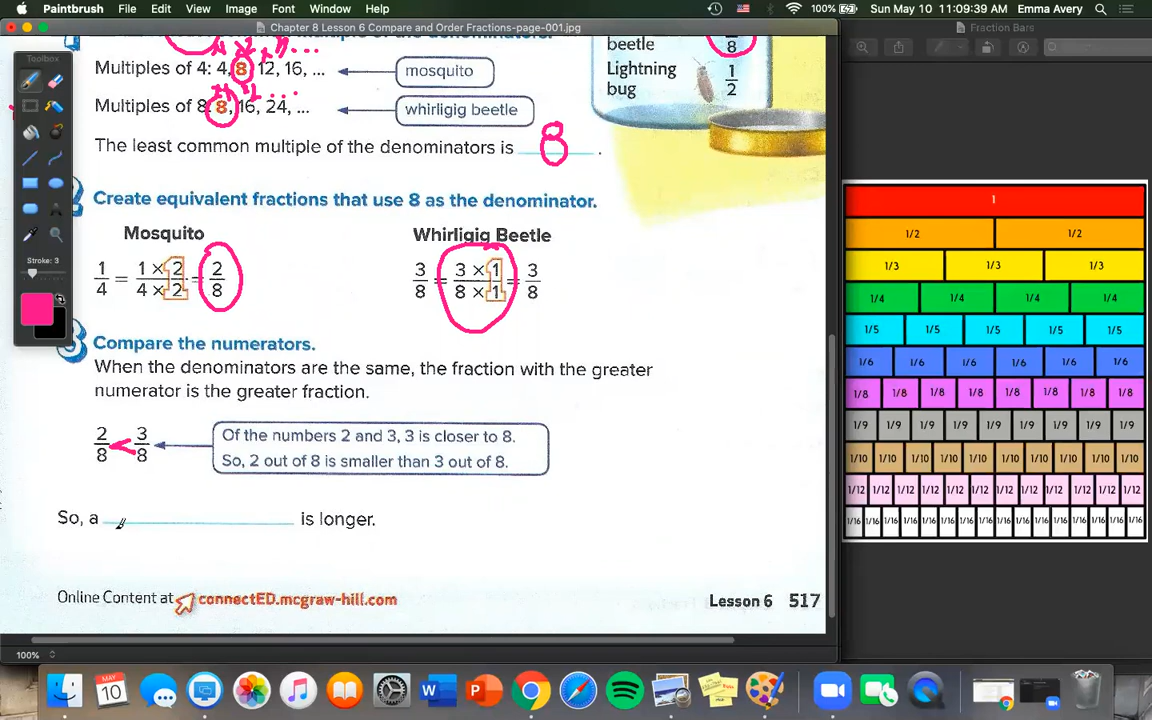 Paintbrush File Edit View Image Font Window Help 100% Sun May 10 11:09:39 AM Emma Avery
Chapter 8 Lesson 6 Compare and Order Fractions-page-001.jpg
Fraction Bars
Toolbox
Stroke: 3
of the denominators.
Multiples of 4: 4, 8, 12, 16, ...
mosquito
Multiples of 8: 8, 16, 24, ...
whirligig beetle
The least common multiple of the denominators is 8.
beetle 8
Lightning bug 1/2
2 Create equivalent fractions that use 8 as the denominator.
Mosquito
1/4 = 1 × 2 / 4 × 2 = 2/8
Whirligig Beetle
3/8 = 3 × 1 / 8 × 1 = 3/8
3 Compare the numerators.
When the denominators are the same, the fraction with the greater
numerator is the greater fraction.
2/8 < 3/8
Of the numbers 2 and 3, 3 is closer to 8.
So, 2 out of 8 is smaller than 3 out of 8.
So, a is longer.
Online Content at connectED.mcgraw-hill.com
Lesson 6 517
100%
1
1/2 1/2
1/3 1/3 1/3
1/4 1/4 1/4 1/4
1/5 1/5 1/5 1/5 1/5
1/6 1/6 1/6 1/6 1/6 1/6
1/8 1/8 1/8 1/8 1/8 1/8 1/8 1/8
1/9 1/9 1/9 1/9 1/9 1/9 1/9 1/9 1/9
1/10 1/10 1/10 1/10 1/10 1/10 1/10 1/10 1/10 1/10
1/12 1/12 1/12 1/12 1/12 1/12 1/12 1/12 1/12 1/12 1/12 1/12
1/16 1/16 1/16 1/16 1/16 1/16 1/16 1/16 1/16 1/16 1/16 1/16 1/16 1/16 1/16 1/16
MAY 10